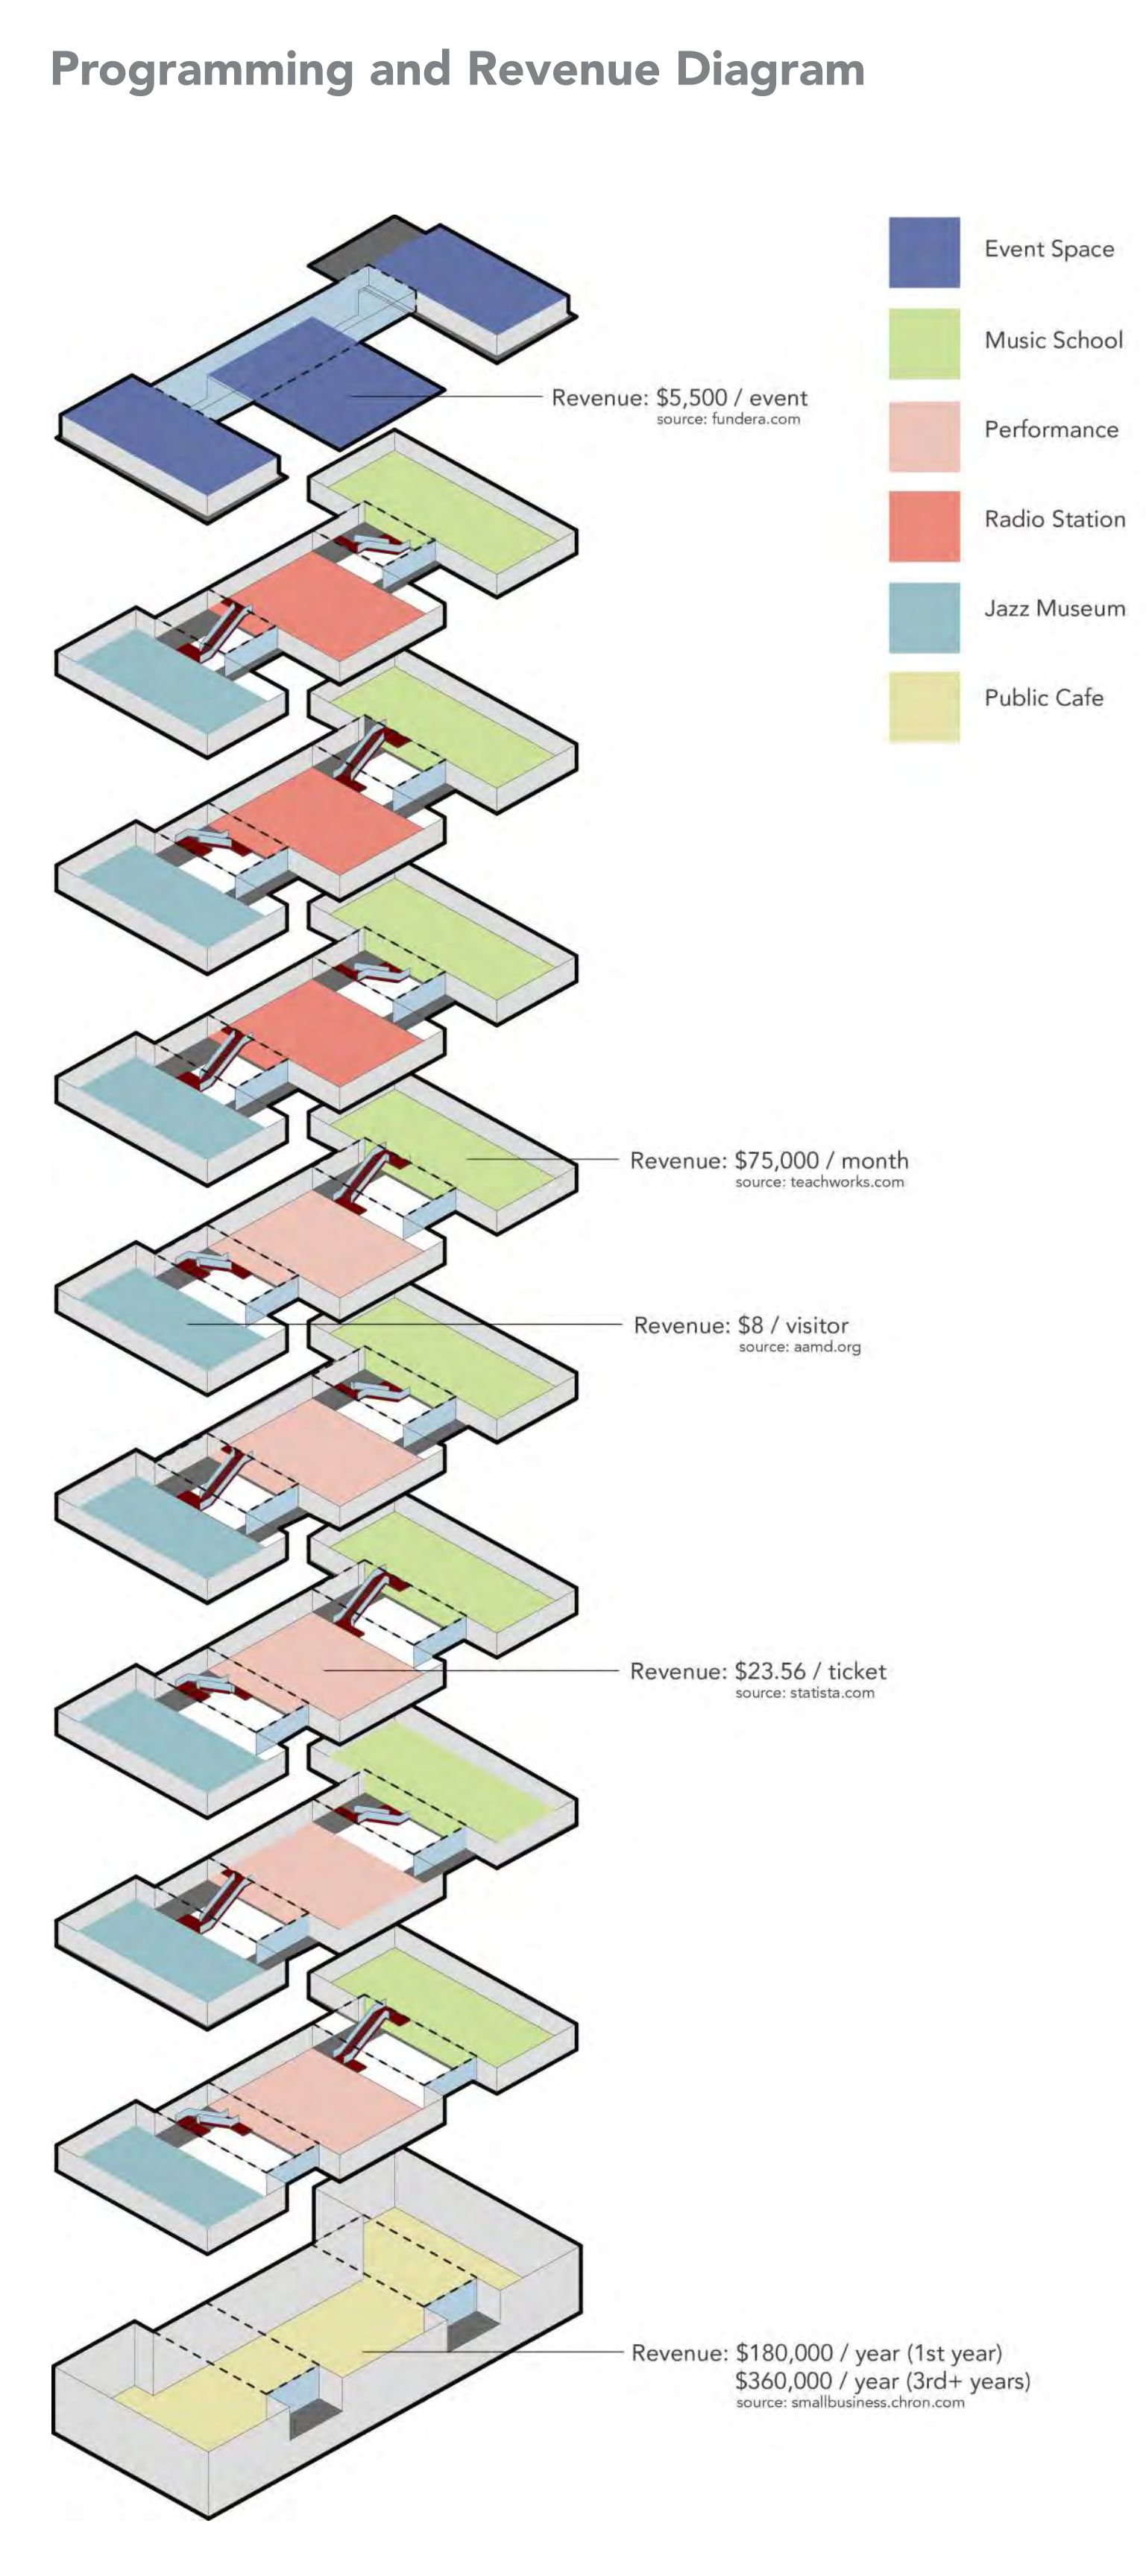 Programming and Revenue Diagram
Event Space
Music School
Performance
Radio Station
Jazz Museum
Public Cafe
Revenue: $5,500 / event
source: fundera.com
Revenue: $75,000 / month
source: teachworks.com
Revenue: $8 / visitor
source: aamd.org
Revenue: $23.56 / ticket
source: statista.com
Revenue: $180,000 / year (1st year)
$360,000 / year (3rd+ years)
source: smallbusiness.chron.com